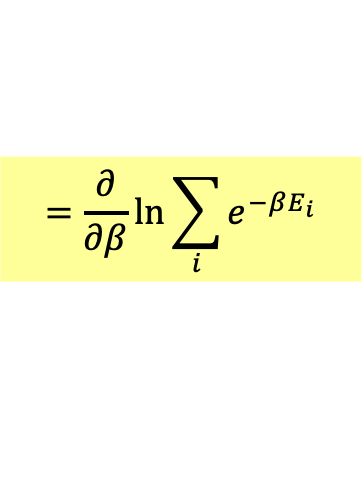 = ∂/∂β ln ∑_i e^{−βE_i}